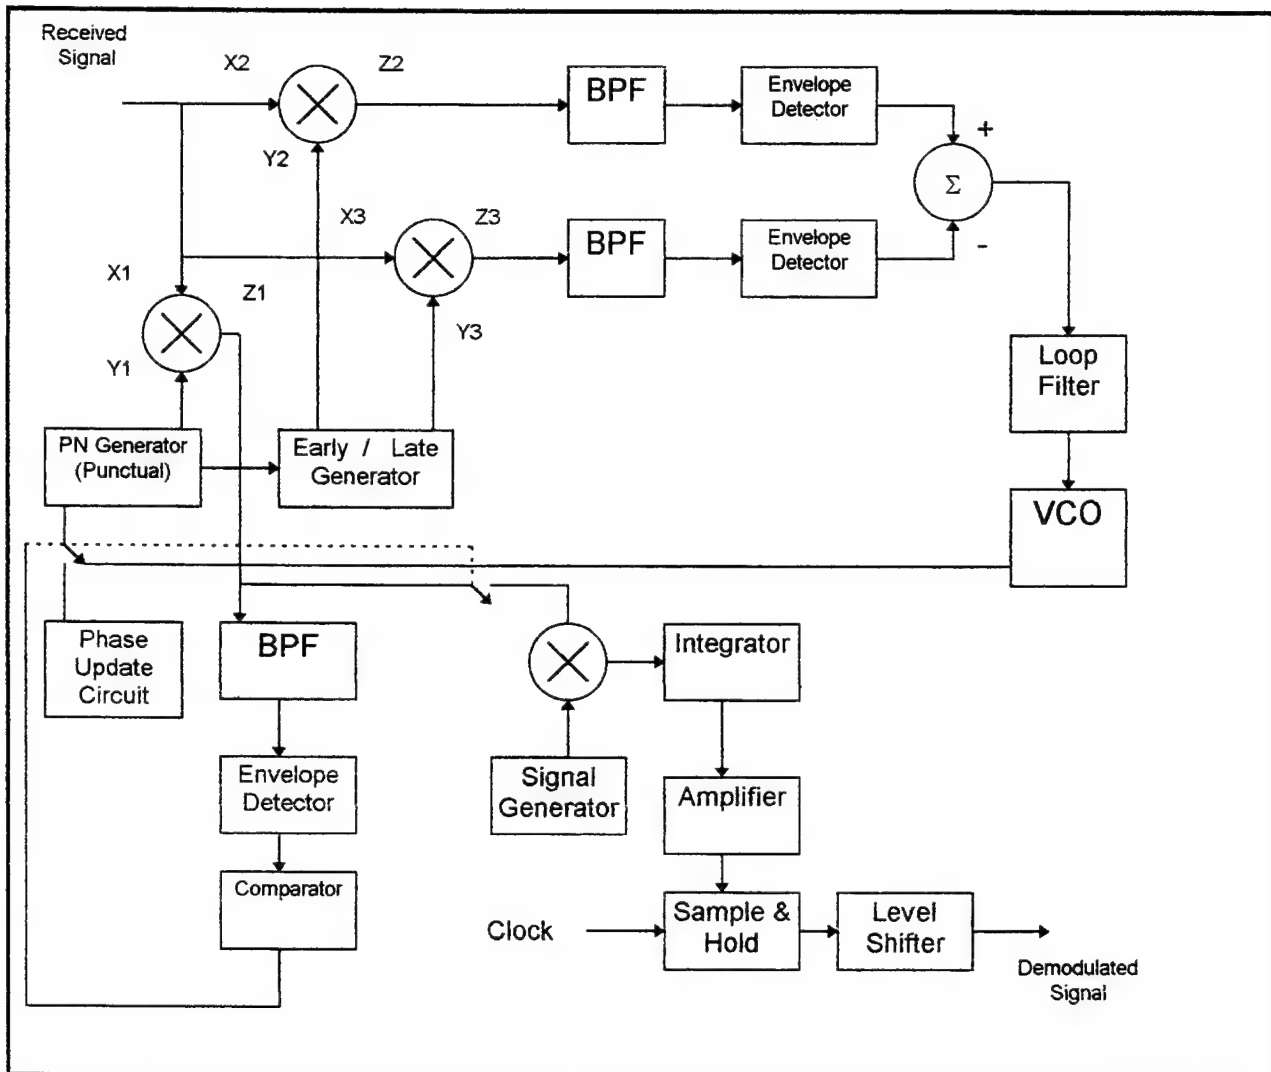 Received
Signal
X2
Z2
BPF
Envelope
Detector
+
Y2
Σ
X3
Z3
BPF
Envelope
Detector
-
X1
Z1
Y3
Y1
Loop
Filter
PN Generator
(Punctual)
Early / Late
Generator
VCO
Phase
Update
Circuit
BPF
Integrator
Envelope
Detector
Signal
Generator
Amplifier
Comparator
Clock
Sample &
Hold
Level
Shifter
Demodulated
Signal